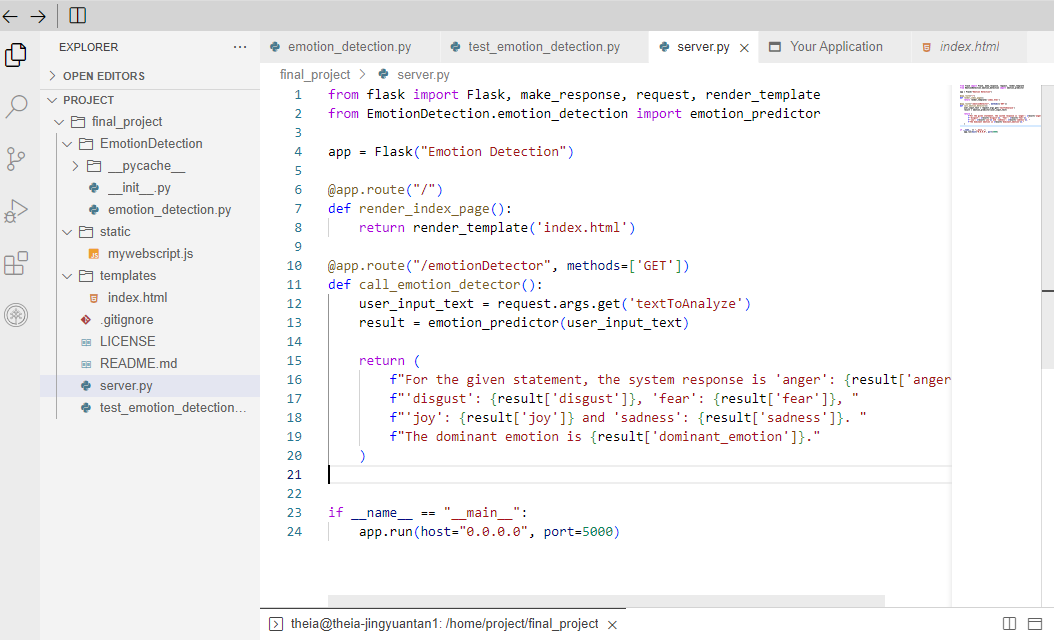 EXPLORER
OPEN EDITORS
PROJECT
final_project
EmotionDetection
__pycache__
__init__.py
emotion_detection.py
static
mywebscript.js
templates
index.html
.gitignore
LICENSE
README.md
server.py
test_emotion_detection...
emotion_detection.py test_emotion_detection.py server.py Your Application index.html
final_project > server.py
1 from flask import Flask, make_response, request, render_template
2 from EmotionDetection.emotion_detection import emotion_predictor
3
4 app = Flask("Emotion Detection")
5
6 @app.route("/")
7 def render_index_page():
8 return render_template('index.html')
9
10 @app.route("/emotionDetector", methods=['GET'])
11 def call_emotion_detector():
12 user_input_text = request.args.get('textToAnalyze')
13 result = emotion_predictor(user_input_text)
14
15 return (
16 f"For the given statement, the system response is 'anger': {result['anger
17 f"'disgust': {result['disgust']}, 'fear': {result['fear']}, "
18 f"'joy': {result['joy']} and 'sadness': {result['sadness']}. "
19 f"The dominant emotion is {result['dominant_emotion']}."
20 )
21
22
23 if __name__ == "__main__":
24 app.run(host="0.0.0.0", port=5000)
theia@theia-jingyuantan1: /home/project/final_project